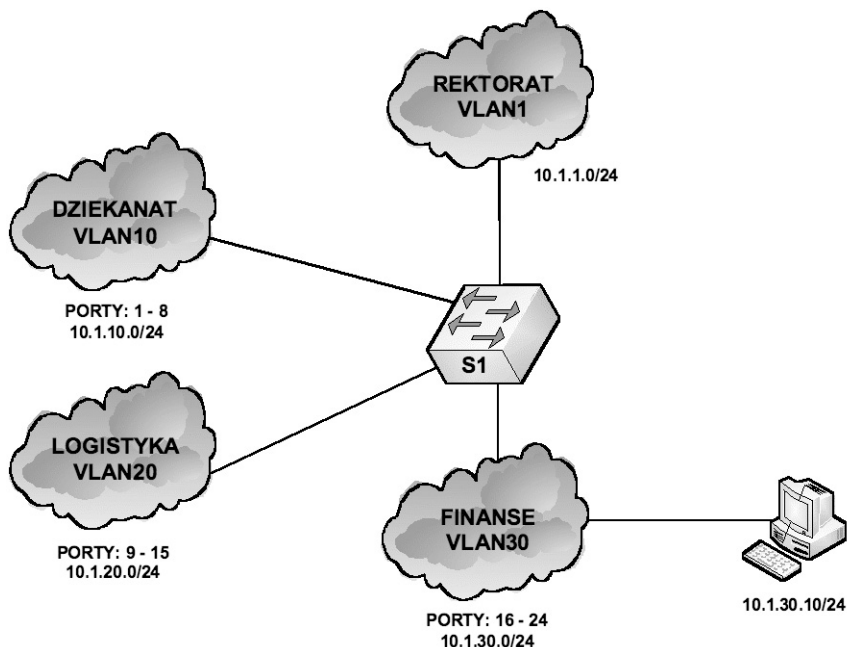 REKTORAT
VLAN1
10.1.1.0/24
DZIEKANAT
VLAN10
PORTY: 1 - 8
10.1.10.0/24
S1
LOGISTYKA
VLAN20
PORTY: 9 - 15
10.1.20.0/24
FINANSE
VLAN30
PORTY: 16 - 24
10.1.30.0/24
10.1.30.10/24